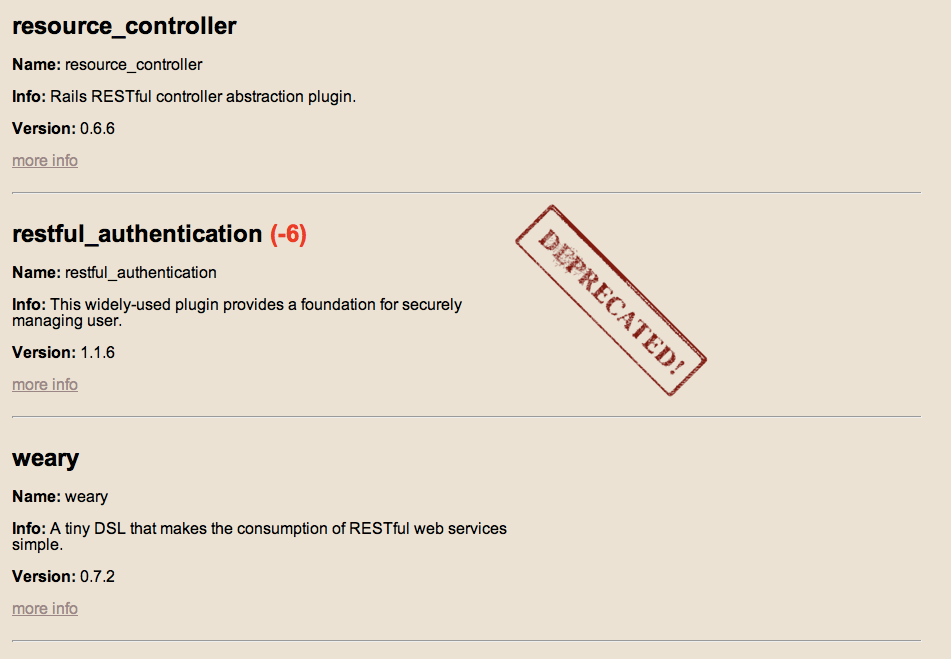 resource_controller
Name: resource_controller
Info: Rails RESTful controller abstraction plugin.
Version: 0.6.6
more info
restful_authentication (-6)
DEPRECATED!
Name: restful_authentication
Info: This widely-used plugin provides a foundation for securely
managing user.
Version: 1.1.6
more info
weary
Name: weary
Info: A tiny DSL that makes the consumption of RESTful web services
simple.
Version: 0.7.2
more info